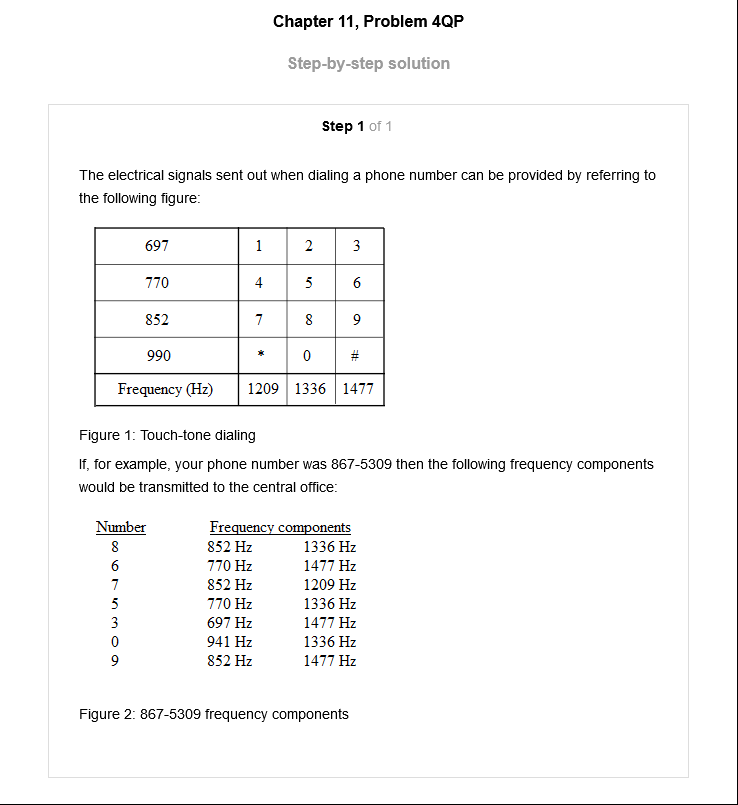 Chapter 11, Problem 4QP
Step-by-step solution
Step 1 of 1
The electrical signals sent out when dialing a phone number can be provided by referring to
the following figure:
697 1 2 3
770 4 5 6
852 7 8 9
990 * 0 #
Frequency (Hz) 1209 1336 1477
Figure 1: Touch-tone dialing
If, for example, your phone number was 867-5309 then the following frequency components
would be transmitted to the central office:
Number Frequency components
8 852 Hz 1336 Hz
6 770 Hz 1477 Hz
7 852 Hz 1209 Hz
5 770 Hz 1336 Hz
3 697 Hz 1477 Hz
0 941 Hz 1336 Hz
9 852 Hz 1477 Hz
Figure 2: 867-5309 frequency components